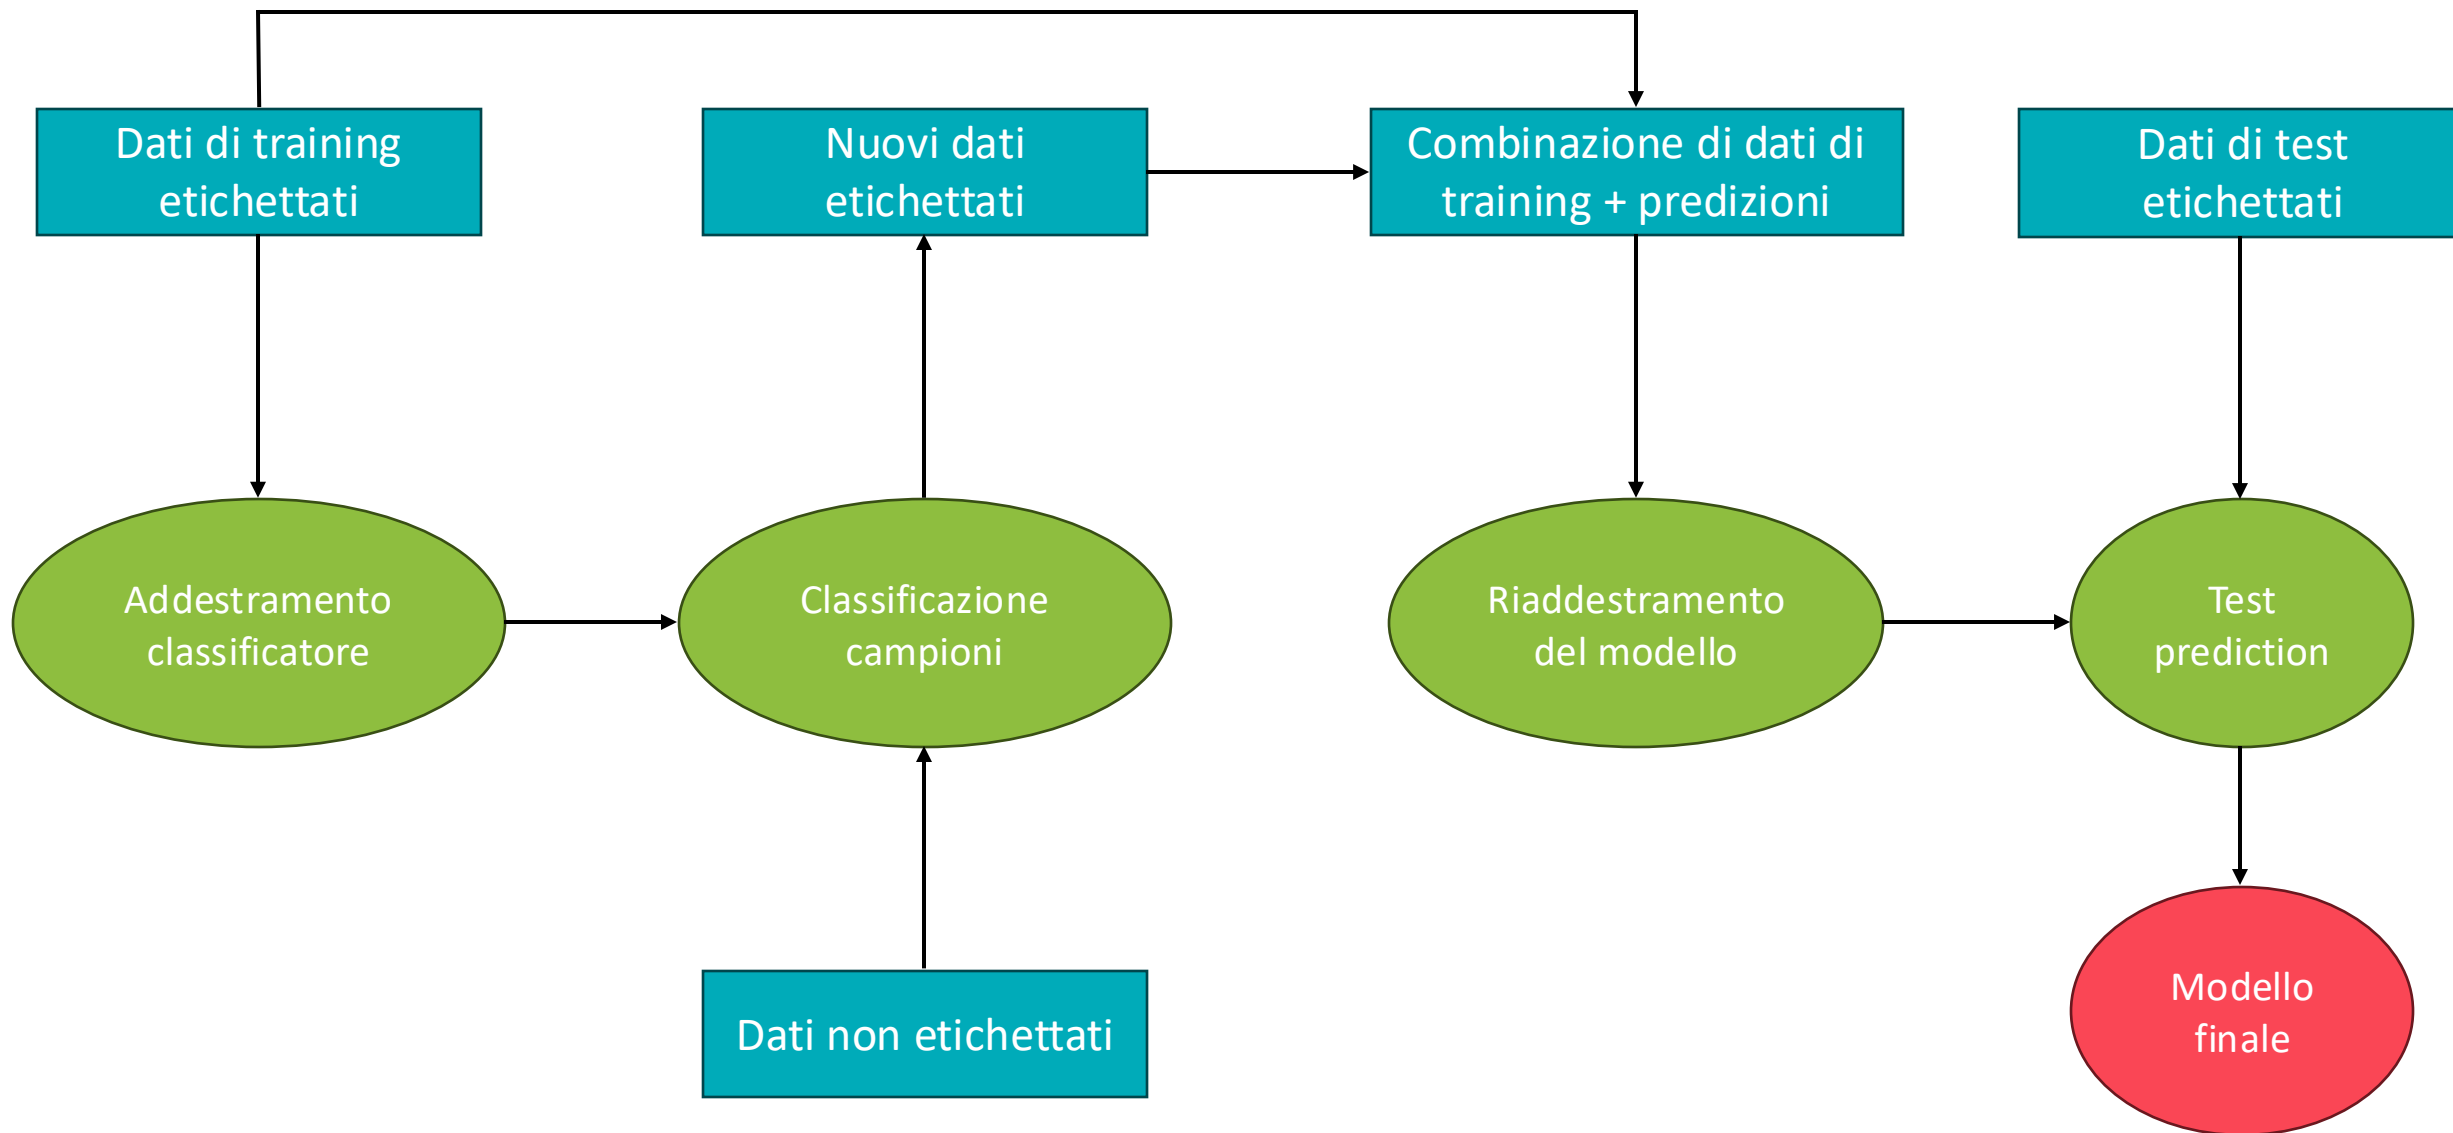 Dati di training
etichettati
Nuovi dati
etichettati
Combinazione di dati di
training + predizioni
Dati di test
etichettati
Addestramento
classificatore
Classificazione
campioni
Riaddestramento
del modello
Test
prediction
Dati non etichettati
Modello
finale